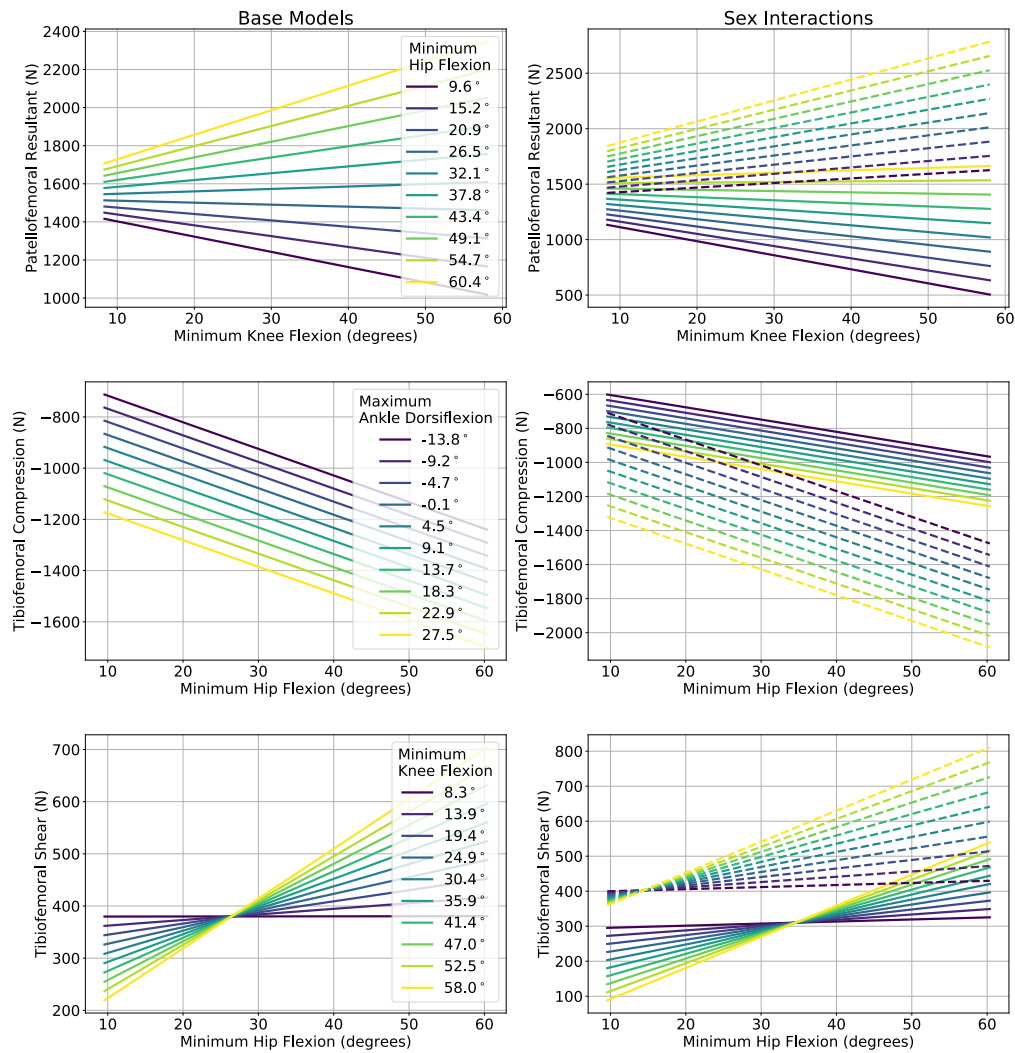 Base Models
Sex Interactions
Patellofemoral Resultant (N)
2400
2200
2000
1800
1600
1400
1200
1000
Minimum
Hip Flexion
9.6°
15.2°
20.9°
26.5°
32.1°
37.8°
43.4°
49.1°
54.7°
60.4°
10 20 30 40 50 60
Minimum Knee Flexion (degrees)
Patellofemoral Resultant (N)
2500
2000
1500
1000
500
10 20 30 40 50 60
Minimum Knee Flexion (degrees)
Tibiofemoral Compression (N)
−800
−1000
−1200
−1400
−1600
Maximum
Ankle Dorsiflexion
-13.8°
-9.2°
-4.7°
-0.1°
4.5°
9.1°
13.7°
18.3°
22.9°
27.5°
10 20 30 40 50 60
Minimum Hip Flexion (degrees)
Tibiofemoral Compression (N)
−600
−800
−1000
−1200
−1400
−1600
−1800
−2000
10 20 30 40 50 60
Minimum Hip Flexion (degrees)
Tibiofemoral Shear (N)
700
600
500
400
300
200
Minimum
Knee Flexion
8.3°
13.9°
19.4°
24.9°
30.4°
35.9°
41.4°
47.0°
52.5°
58.0°
10 20 30 40 50 60
Minimum Hip Flexion (degrees)
Tibiofemoral Shear (N)
800
700
600
500
400
300
200
100
10 20 30 40 50 60
Minimum Hip Flexion (degrees)